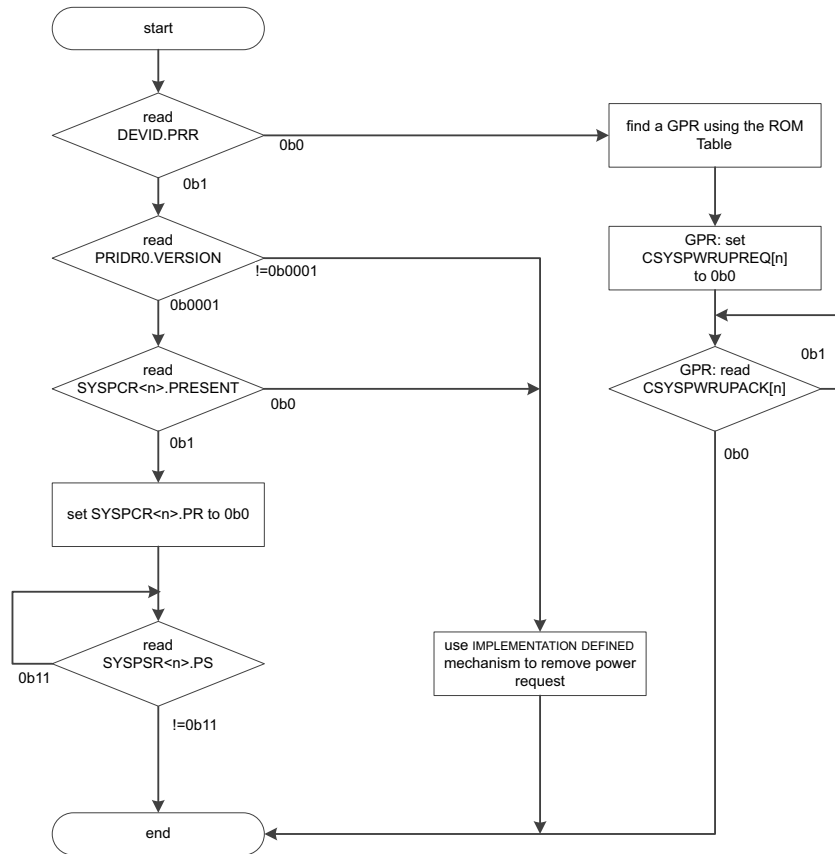 start
read
DEVID.PRR
0b0
0b1
find a GPR using the ROM
Table
read
PRIDR0.VERSION
!=0b0001
0b0001
GPR: set
CSYSPWRUPREQ[n]
to 0b0
read
SYSPCR<n>.PRESENT
0b0
0b1
GPR: read
CSYSPWRUPACK[n]
0b1
0b0
set SYSPCR<n>.PR to 0b0
read
SYSPSR<n>.PS
0b11
!=0b11
use IMPLEMENTATION DEFINED
mechanism to remove power
request
end